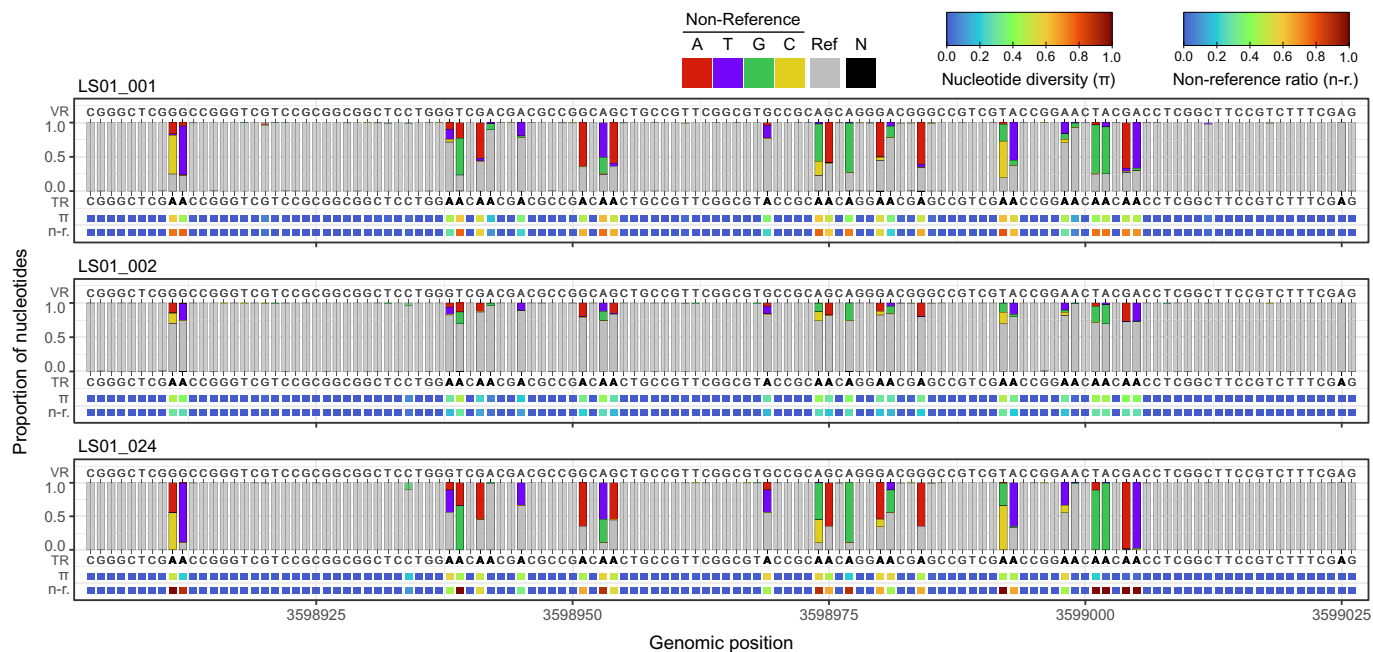 Non-Reference
A T G C Ref N
0.0 0.2 0.4 0.6 0.8 1.0
Nucleotide diversity (π)
0.0 0.2 0.4 0.6 0.8 1.0
Non-reference ratio (n-r.)
Proportion of nucleotides
LS01_001
VR CGGGCTCGGGCCGGGTCGTCCGCGGCGGCTCCTGGGTCGACGACGCCGGCAGCTGCCGTTCGGCGTGCCGCAGCAGGGACGGGCCGTCGTACCGGAACTACGACCTCGGCTTCCGTCTTTCGAG
1.0
0.5
0.0
TR CGGGCTCGAACCGGGTCGTCCGCGGCGGCTCCTGGAACAACGACGCCGACAACTGCCGTTCGGCGTACCGCAACAGGAACGAGCCGTCGAACCGGAACAACAACCTCGGCTTCCGTCTTTCGAG
π
n-r.
LS01_002
VR CGGGCTCGGGCCGGGTCGTCCGCGGCGGCTCCTGGGTCGACGACGCCGGCAGCTGCCGTTCGGCGTGCCGCAGCAGGGACGGGCCGTCGTACCGGAACTACGACCTCGGCTTCCGTCTTTCGAG
1.0
0.5
0.0
TR CGGGCTCGAACCGGGTCGTCCGCGGCGGCTCCTGGAACAACGACGCCGACAACTGCCGTTCGGCGTACCGCAACAGGAACGAGCCGTCGAACCGGAACAACAACCTCGGCTTCCGTCTTTCGAG
π
n-r.
LS01_024
VR CGGGCTCGGGCCGGGTCGTCCGCGGCGGCTCCTGGGTCGACGACGCCGGCAGCTGCCGTTCGGCGTGCCGCAGCAGGGACGGGCCGTCGTACCGGAACTACGACCTCGGCTTCCGTCTTTCGAG
1.0
0.5
0.0
TR CGGGCTCGAACCGGGTCGTCCGCGGCGGCTCCTGGAACAACGACGCCGACAACTGCCGTTCGGCGTACCGCAACAGGAACGAGCCGTCGAACCGGAACAACAACCTCGGCTTCCGTCTTTCGAG
π
n-r.
3598925 3598950 3598975 3599000 3599025
Genomic position